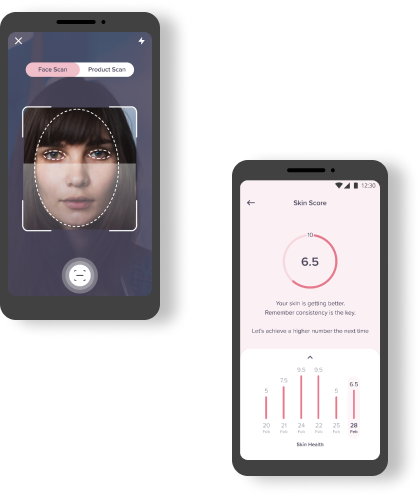 Face Scan Product Scan
12:30
Skin Score
10
6.5
Your skin is getting better.
Remember consistency is the key.
Let's achieve a higher number the next time
5 7.5 9.5 9.5 5 6.5
20 21 24 22 25 28
Feb Feb Feb Feb Feb Feb
Skin Health